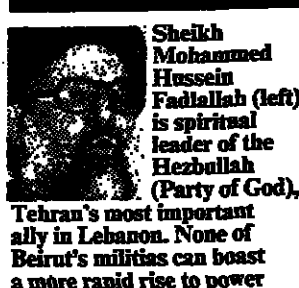 Sheikh
Mohammed
Hussein
Fadlallah (left)
is spiritual
leader of the
Hezbullah
(Party of God),
Tehran's most important
ally in Lebanon. None of
Beirut's militias can boast
a more rapid rise to power